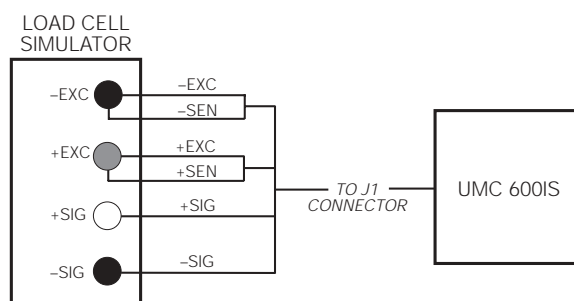 LOAD CELL
SIMULATOR
–EXC
–EXC
–SEN
+EXC
+EXC
+SEN
+SIG
+SIG
–SIG
–SIG
TO J1
CONNECTOR
UMC 600IS